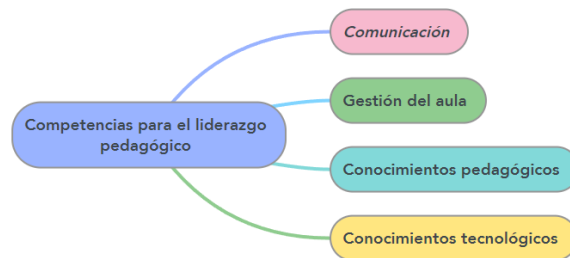 Comunicación
Gestión del aula
Competencias para el liderazgo
pedagógico
Conocimientos pedagógicos
Conocimientos tecnológicos